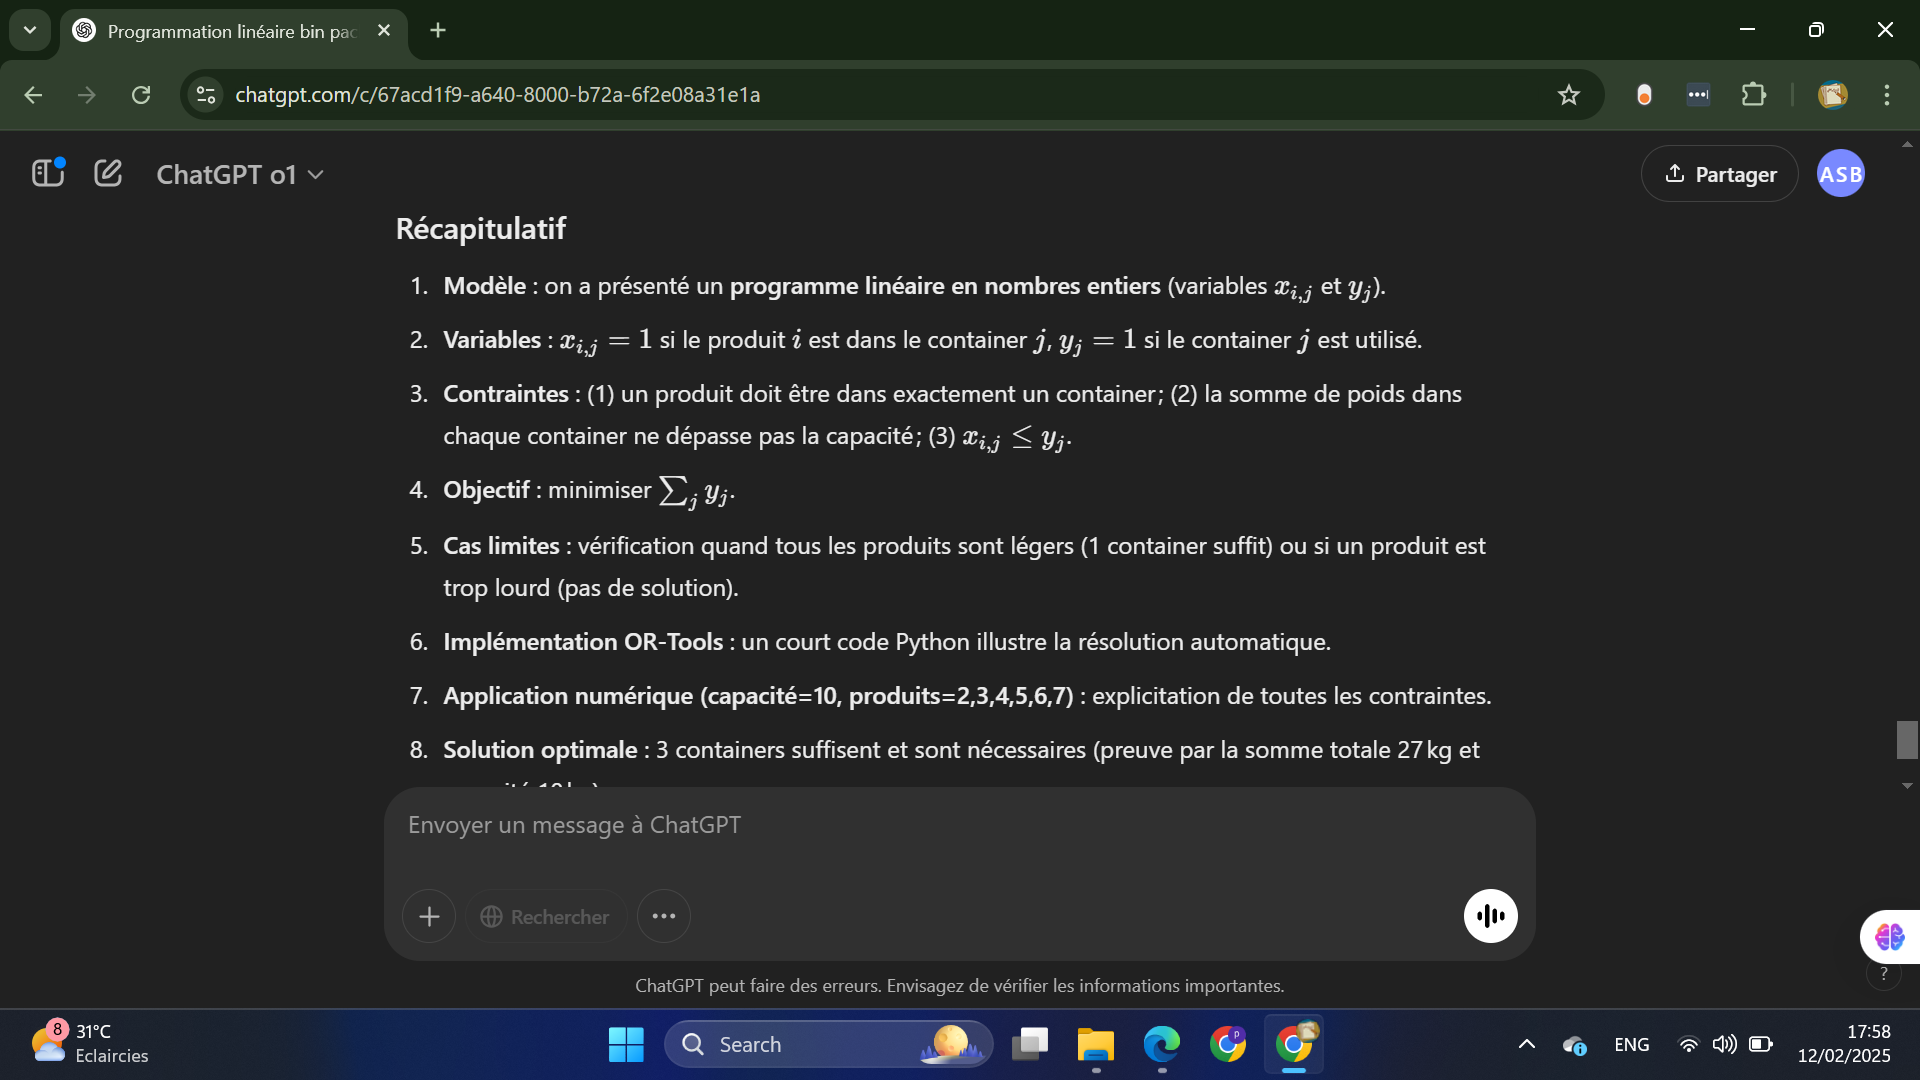 Programmation linéaire bin pac
chatgpt.com/c/67acd1f9-a640-8000-b72a-6f2e08a31e1a
ChatGPT o1
Partager
ASB
Récapitulatif
1. Modèle : on a présenté un programme linéaire en nombres entiers (variables x_{i,j} et y_j).
2. Variables : x_{i,j} = 1 si le produit i est dans le container j, y_j = 1 si le container j est utilisé.
3. Contraintes : (1) un produit doit être dans exactement un container; (2) la somme de poids dans
chaque container ne dépasse pas la capacité; (3) x_{i,j} ≤ y_j.
4. Objectif : minimiser ∑_j y_j.
5. Cas limites : vérification quand tous les produits sont légers (1 container suffit) ou si un produit est
trop lourd (pas de solution).
6. Implémentation OR-Tools : un court code Python illustre la résolution automatique.
7. Application numérique (capacité=10, produits=2,3,4,5,6,7) : explicitation de toutes les contraintes.
8. Solution optimale : 3 containers suffisent et sont nécessaires (preuve par la somme totale 27 kg et
Envoyer un message à ChatGPT
Rechercher
ChatGPT peut faire des erreurs. Envisagez de vérifier les informations importantes.
?
8
31°C
Eclaircies
Search
p
ENG
17:58
12/02/2025